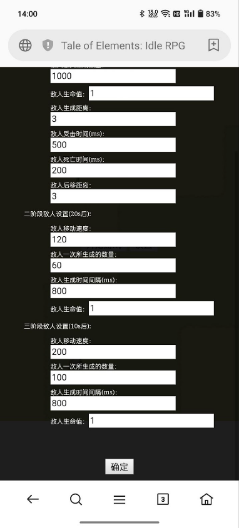 14:00
83%
Tale of Elements: Idle RPG
1000
敌人生命值: 1
敌人生成距离:
3
敌人受击时间(ms):
500
敌人死亡时间(ms):
200
敌人后移距离:
3
二阶段敌人设置(20s后):
敌人移动速度:
120
敌人一次所生成的数量:
60
敌人生成时间间隔(ms):
800
敌人生命值: 1
三阶段敌人设置(10s后):
敌人移动速度:
200
敌人一次所生成的数量:
100
敌人生成时间间隔(ms):
800
敌人生命值: 1
确定
3